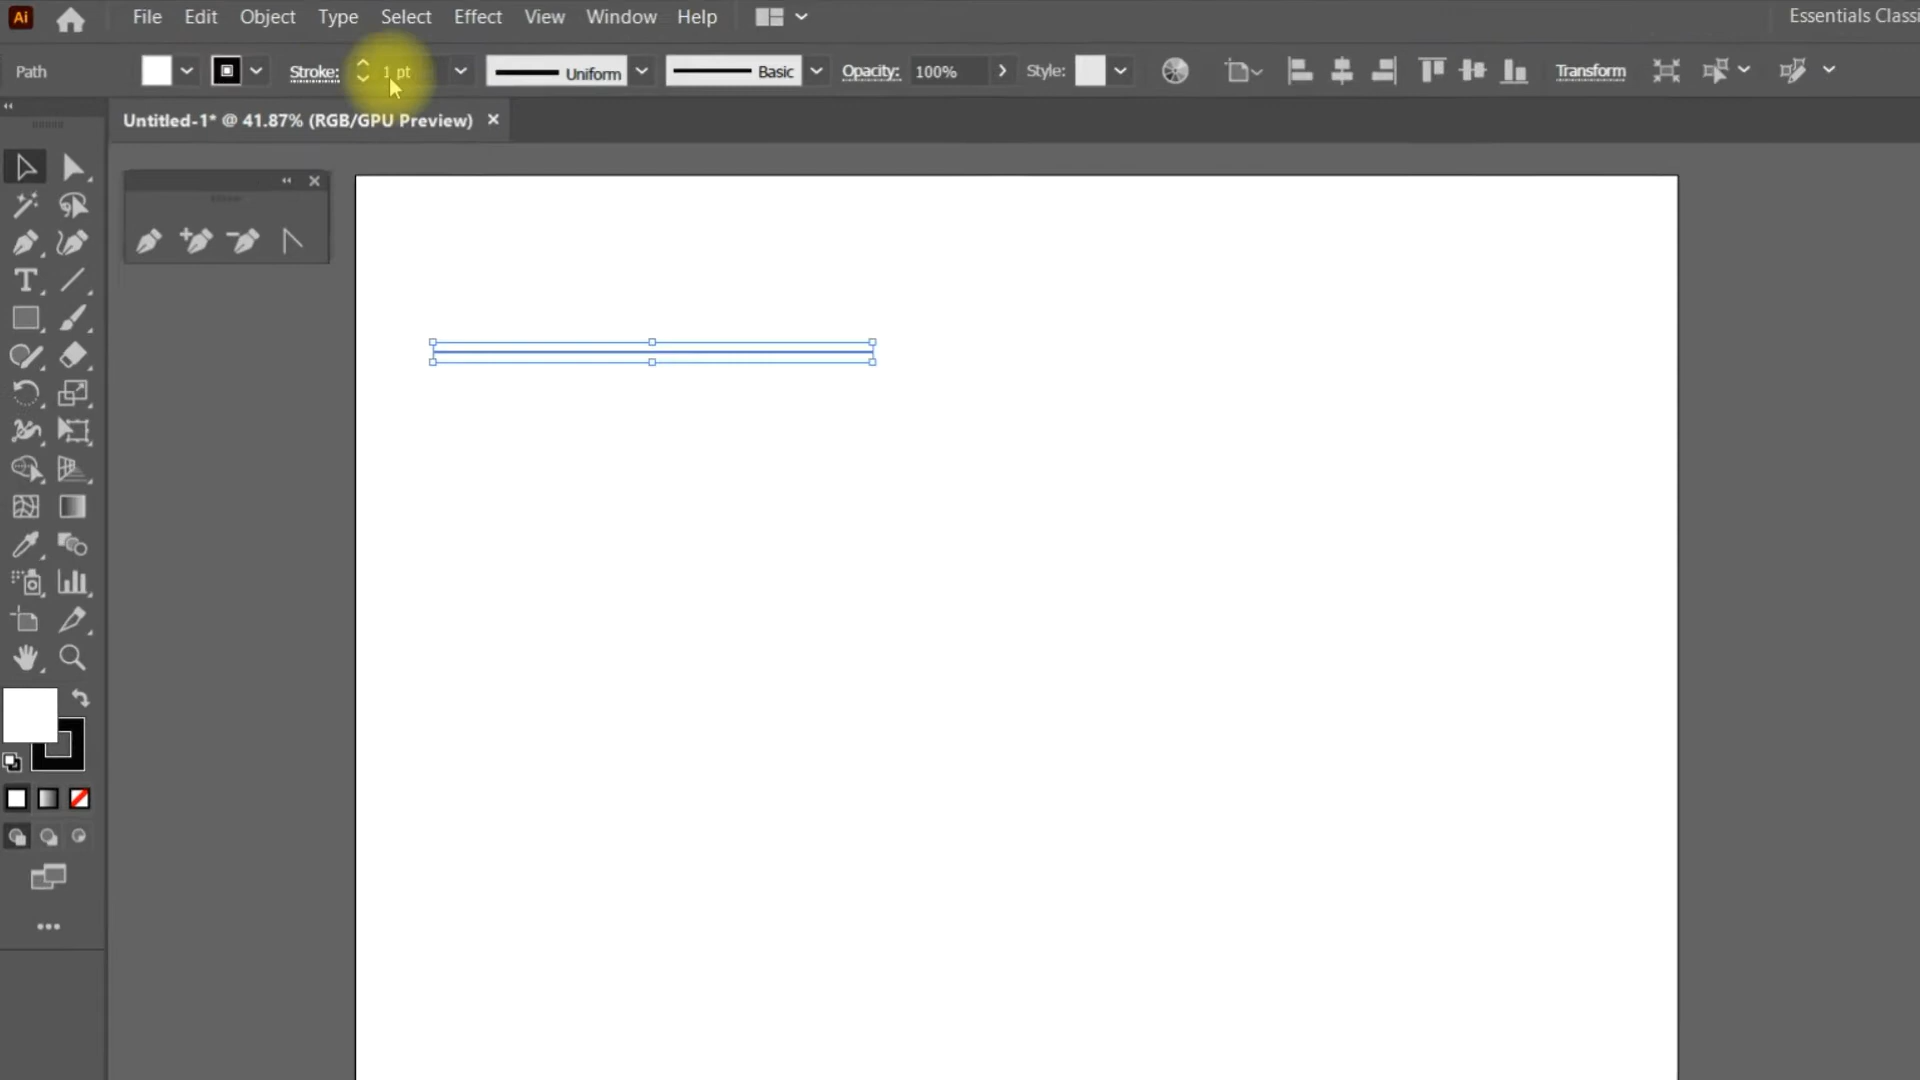 Ai File Edit Object Type Select Effect View Window Help Essentials Classi
Path Stroke: 1 pt Uniform Basic Opacity: 100% Style: Transform
Untitled-1* @ 41.87% (RGB/GPU Preview)